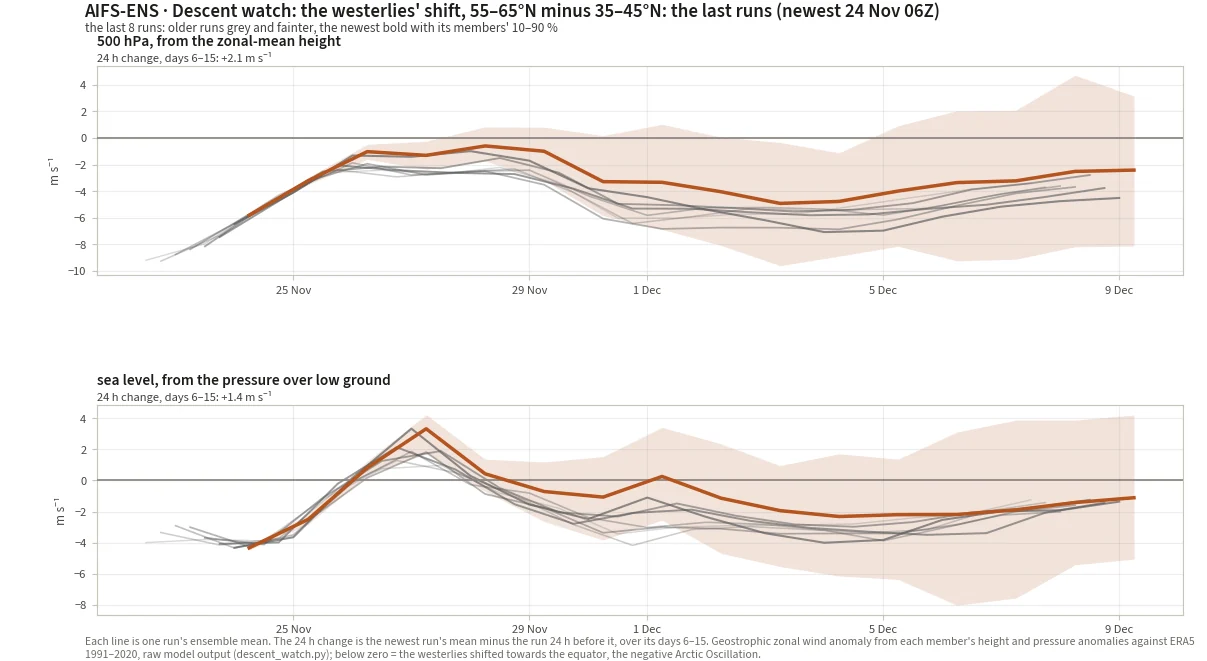 AIFS-ENS · Descent watch: the westerlies' shift, 55–65°N minus 35–45°N: the last runs (newest 24 Nov 06Z)
the last 8 runs: older runs grey and fainter, the newest bold with its members' 10–90 %
500 hPa, from the zonal-mean height
24 h change, days 6–15: +2.1 m s⁻¹
4
2
0
−2
−4
−6
−8
−10
m s⁻¹
25 Nov
29 Nov
1 Dec
5 Dec
9 Dec
sea level, from the pressure over low ground
24 h change, days 6–15: +1.4 m s⁻¹
4
2
0
−2
−4
−6
−8
m s⁻¹
25 Nov
29 Nov
1 Dec
5 Dec
9 Dec
Each line is one run's ensemble mean. The 24 h change is the newest run's mean minus the run 24 h before it, over its days 6–15. Geostrophic zonal wind anomaly from each member's height and pressure anomalies against ERA5
1991–2020, raw model output (descent_watch.py); below zero = the westerlies shifted towards the equator, the negative Arctic Oscillation.